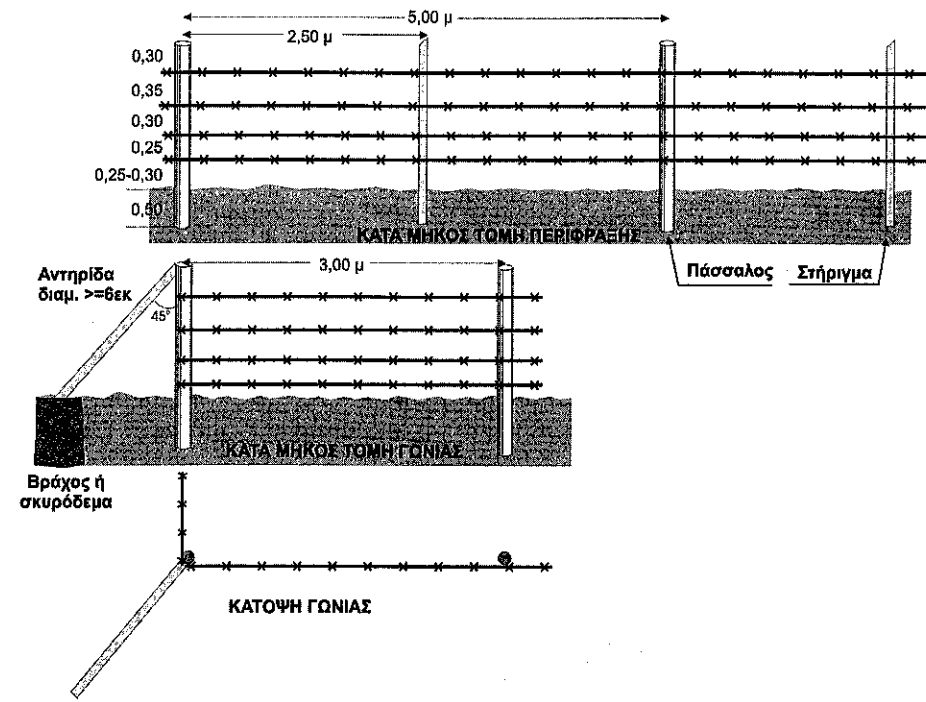 5,00 μ
2,50 μ
0,30
0,35
0,30
0,25
0,25-0,30
0,50
ΚΑΤΑ ΜΗΚΟΣ ΤΟΜΗ ΠΕΡΙΦΡΑΞΗΣ
Πάσσαλος Στήριγμα
Αντηρίδα
διαμ. >=6εκ
3,00 μ
45°
ΚΑΤΑ ΜΗΚΟΣ ΤΟΜΗ ΓΩΝΙΑΣ
Βράχος ή
σκυρόδεμα
ΚΑΤΟΨΗ ΓΩΝΙΑΣ